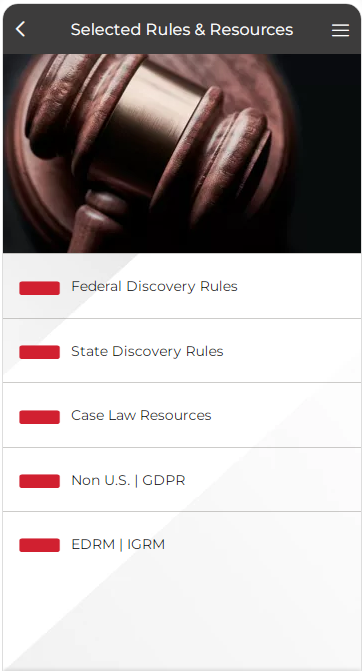 Selected Rules & Resources
Federal Discovery Rules
State Discovery Rules
Case Law Resources
Non U.S. | GDPR
EDRM | IGRM